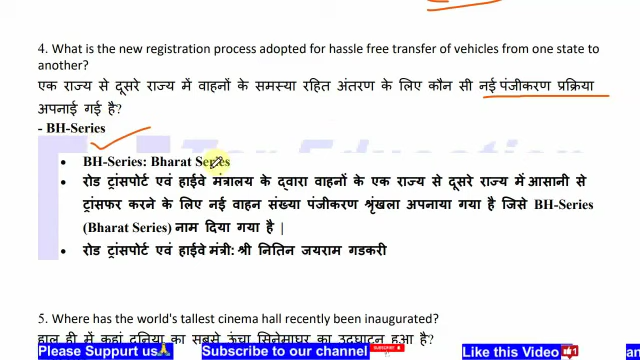 4. What is the new registration process adopted for hassle free transfer of vehicles from one state to
another?
एक राज्य से दूसरे राज्य में वाहनों के समस्या रहित अंतरण के लिए कौन सी नई पंजीकरण प्रक्रिया
अपनाई गई है?
- BH-Series
• BH-Series: Bharat Series
• रोड ट्रांसपोर्ट एवं हाईवे मंत्रालय के द्वारा वाहनों के एक राज्य से दूसरे राज्य में आसानी से
ट्रांसफर करने के लिए नई वाहन संख्या पंजीकरण श्रृंखला अपनाया गया है जिसे BH-Series
(Bharat Series) नाम दिया गया है |
• रोड ट्रांसपोर्ट एवं हाईवे मंत्री: श्री नितिन जयराम गडकरी
5. Where has the world's tallest cinema hall recently been inaugurated?
हाल ही में कहां दुनिया का सबसे ऊंचा सिनेमाघर का उदघाटन हुआ है?
Please Suppurt us Subscribe to our channel Like this Video an